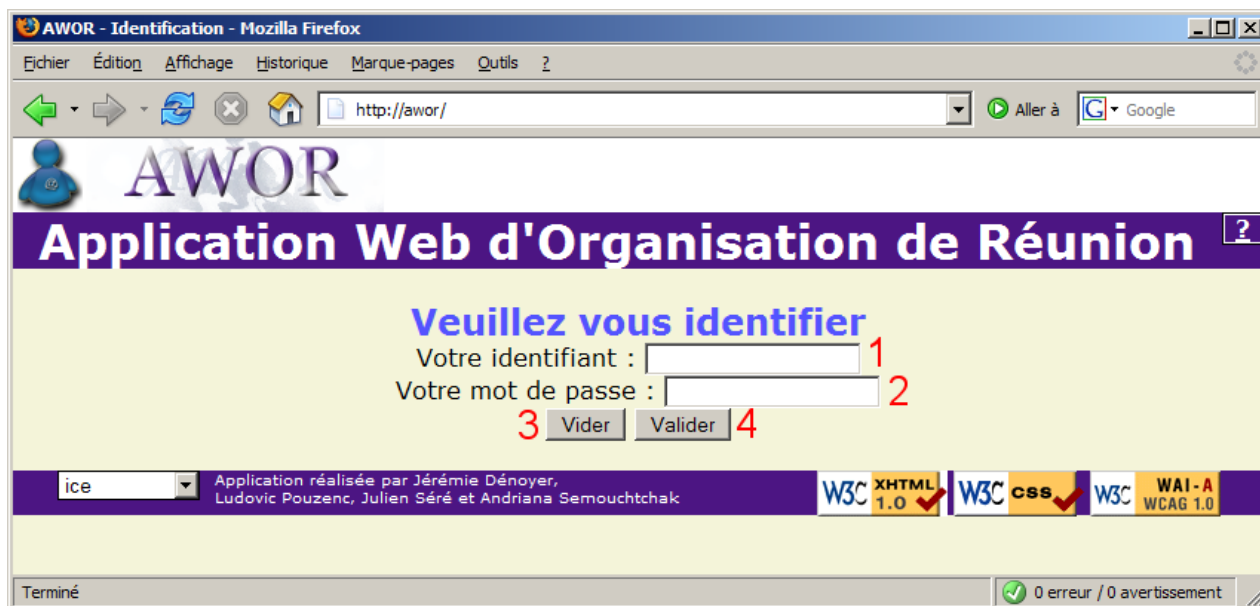 AWOR - Identification - Mozilla Firefox
Fichier Édition Affichage Historique Marque-pages Outils ?
http://awor/ Aller à G Google
AWOR
Application Web d'Organisation de Réunion ?
Veuillez vous identifier
Votre identifiant : 1
Votre mot de passe : 2
3 Vider Valider 4
ice
Application réalisée par Jérémie Dénoyer,
Ludovic Pouzenc, Julien Séré et Andriana Semouchtchak
W3C XHTML 1.0
W3C css
W3C WAI-A WCAG 1.0
Terminé 0 erreur / 0 avertissement